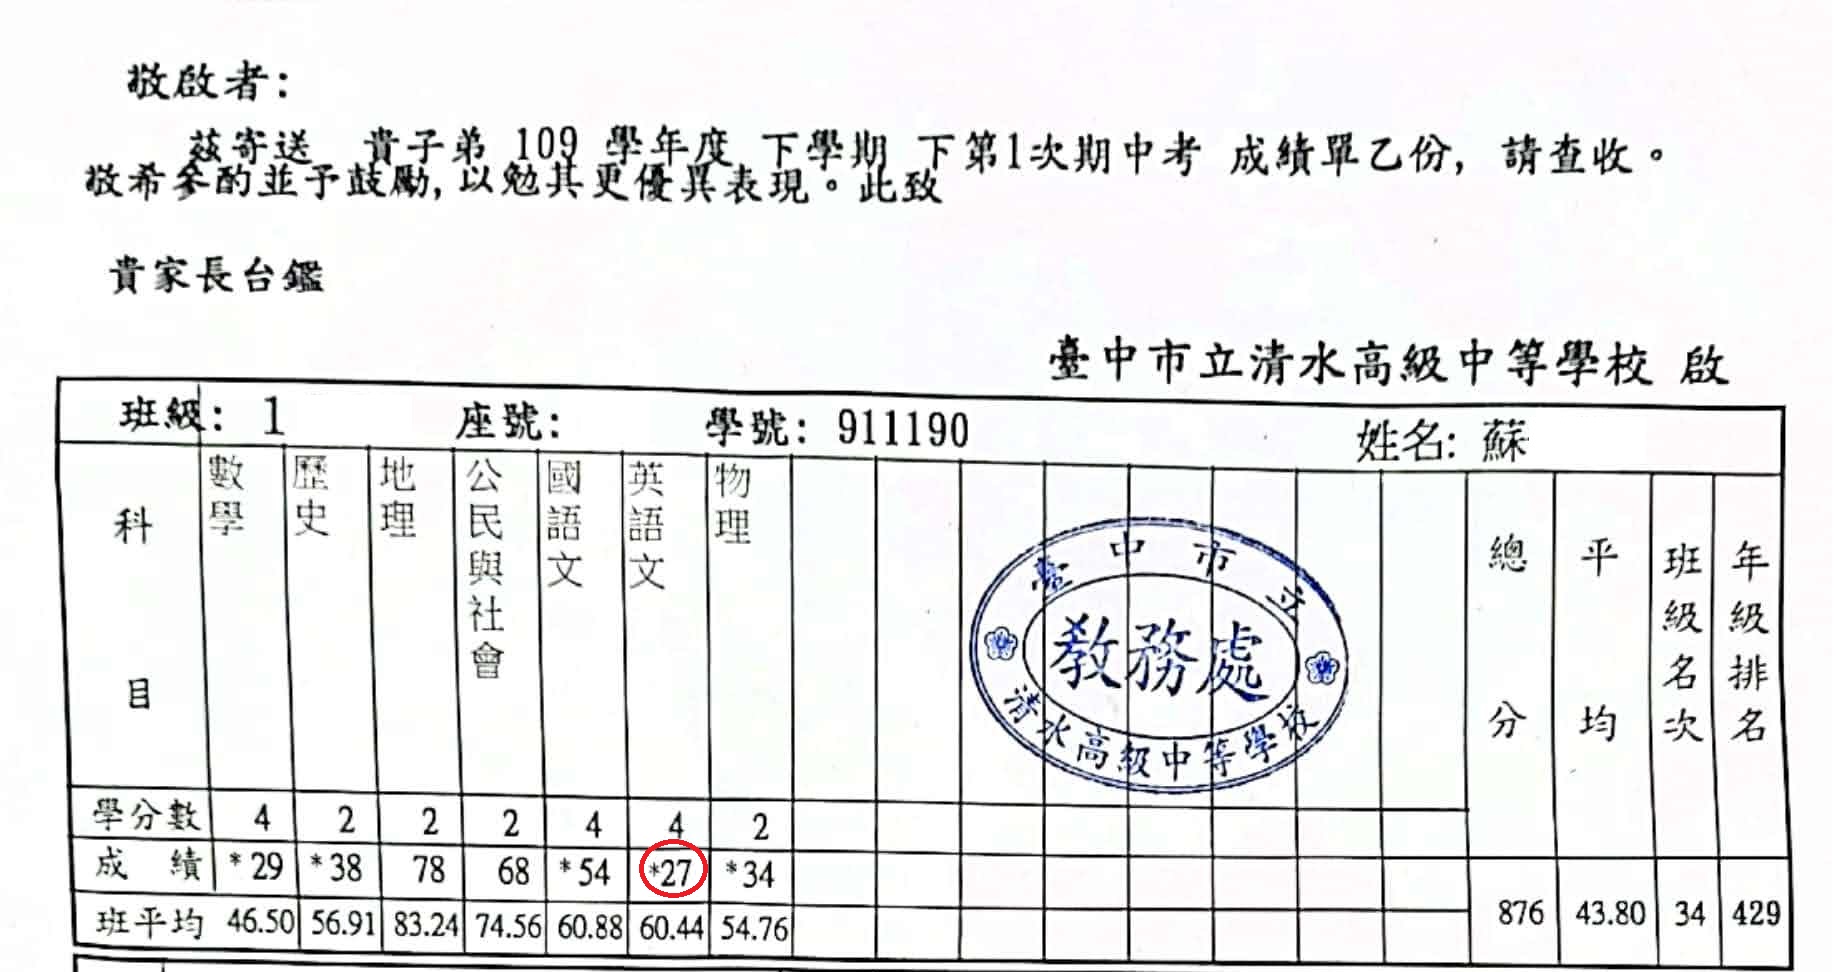 敬啟者:
茲寄送 貴子弟 109 學年度 下學期 下第1次期中考 成績單乙份, 請查收。
敬希參酌並予鼓勵, 以勉其更優異表現。此致
貴家長台鑑
臺中市立清水高級中等學校 啟
班級: 1 座號: 學號: 911190 姓名: 蘇
科目 數學 歷史 地理 公民與社會 國語文 英語文 物理 總分 平均 班級名次 年級排名
臺中市立
教務處
清水高級中等學校
學分數 4 2 2 2 4 4 2
成績 *29 *38 78 68 *54 *27 *34
班平均 46.50 56.91 83.24 74.56 60.88 60.44 54.76 876 43.80 34 429